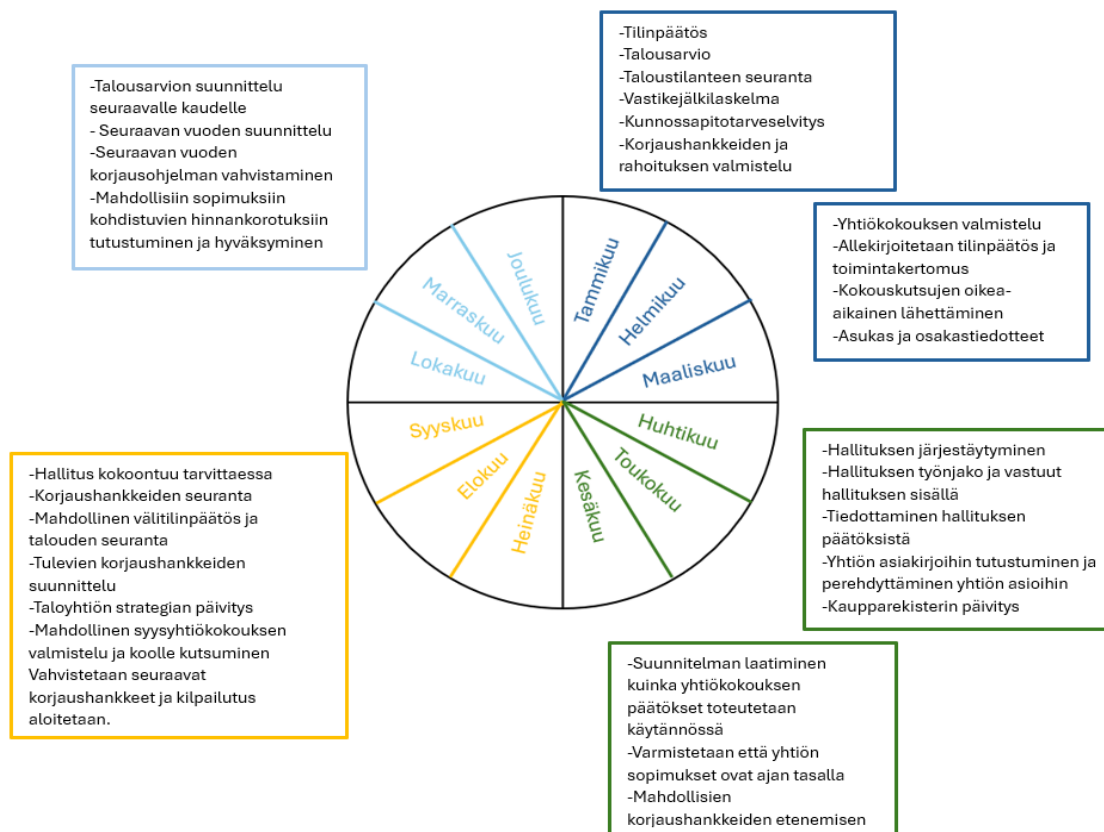 -Tilinpäätös
-Talousarvio
-Taloustilanteen seuranta
-Vastikejälkilaskelma
-Kunnossapitotarveselvitys
-Korjaushankkeiden ja
rahoituksen valmistelu
-Talousarvion suunnittelu
seuraavalle kaudelle
- Seuraavan vuoden suunnittelu
-Seuraavan vuoden
korjausohjelman vahvistaminen
-Mahdollisiin sopimuksiin
kohdistuvien hinnankorotuksiin
tutustuminen ja hyväksyminen
-Yhtiökokouksen valmistelu
-Allekirjoitetaan tilinpäätös ja
toimintakertomus
-Kokouskutsujen oikea-
aikainen lähettäminen
-Asukas ja osakastiedotteet
Tammikuu
Helmikuu
Maaliskuu
Huhtikuu
Toukokuu
Kesäkuu
Heinäkuu
Elokuu
Syyskuu
Lokakuu
Marraskuu
Joulukuu
-Hallituksen järjestäytyminen
-Hallituksen työnjako ja vastuut
hallituksen sisällä
-Tiedottaminen hallituksen
päätöksistä
-Yhtiön asiakirjoihin tutustuminen ja
perehdyttäminen yhtiön asioihin
-Kaupparekisterin päivitys
-Hallitus kokoontuu tarvittaessa
-Korjaushankkeiden seuranta
-Mahdollinen välitilinpäätös ja
talouden seuranta
-Tulevien korjaushankkeiden
suunnittelu
-Taloyhtiön strategian päivitys
-Mahdollinen syysyhtiökokouksen
valmistelu ja koolle kutsuminen
Vahvistetaan seuraavat
korjaushankkeet ja kilpailutus
aloitetaan.
-Suunnitelman laatiminen
kuinka yhtiökokouksen
päätökset toteutetaan
käytännössä
-Varmistetaan että yhtiön
sopimukset ovat ajan tasalla
-Mahdollisien
korjaushankkeiden etenemisen